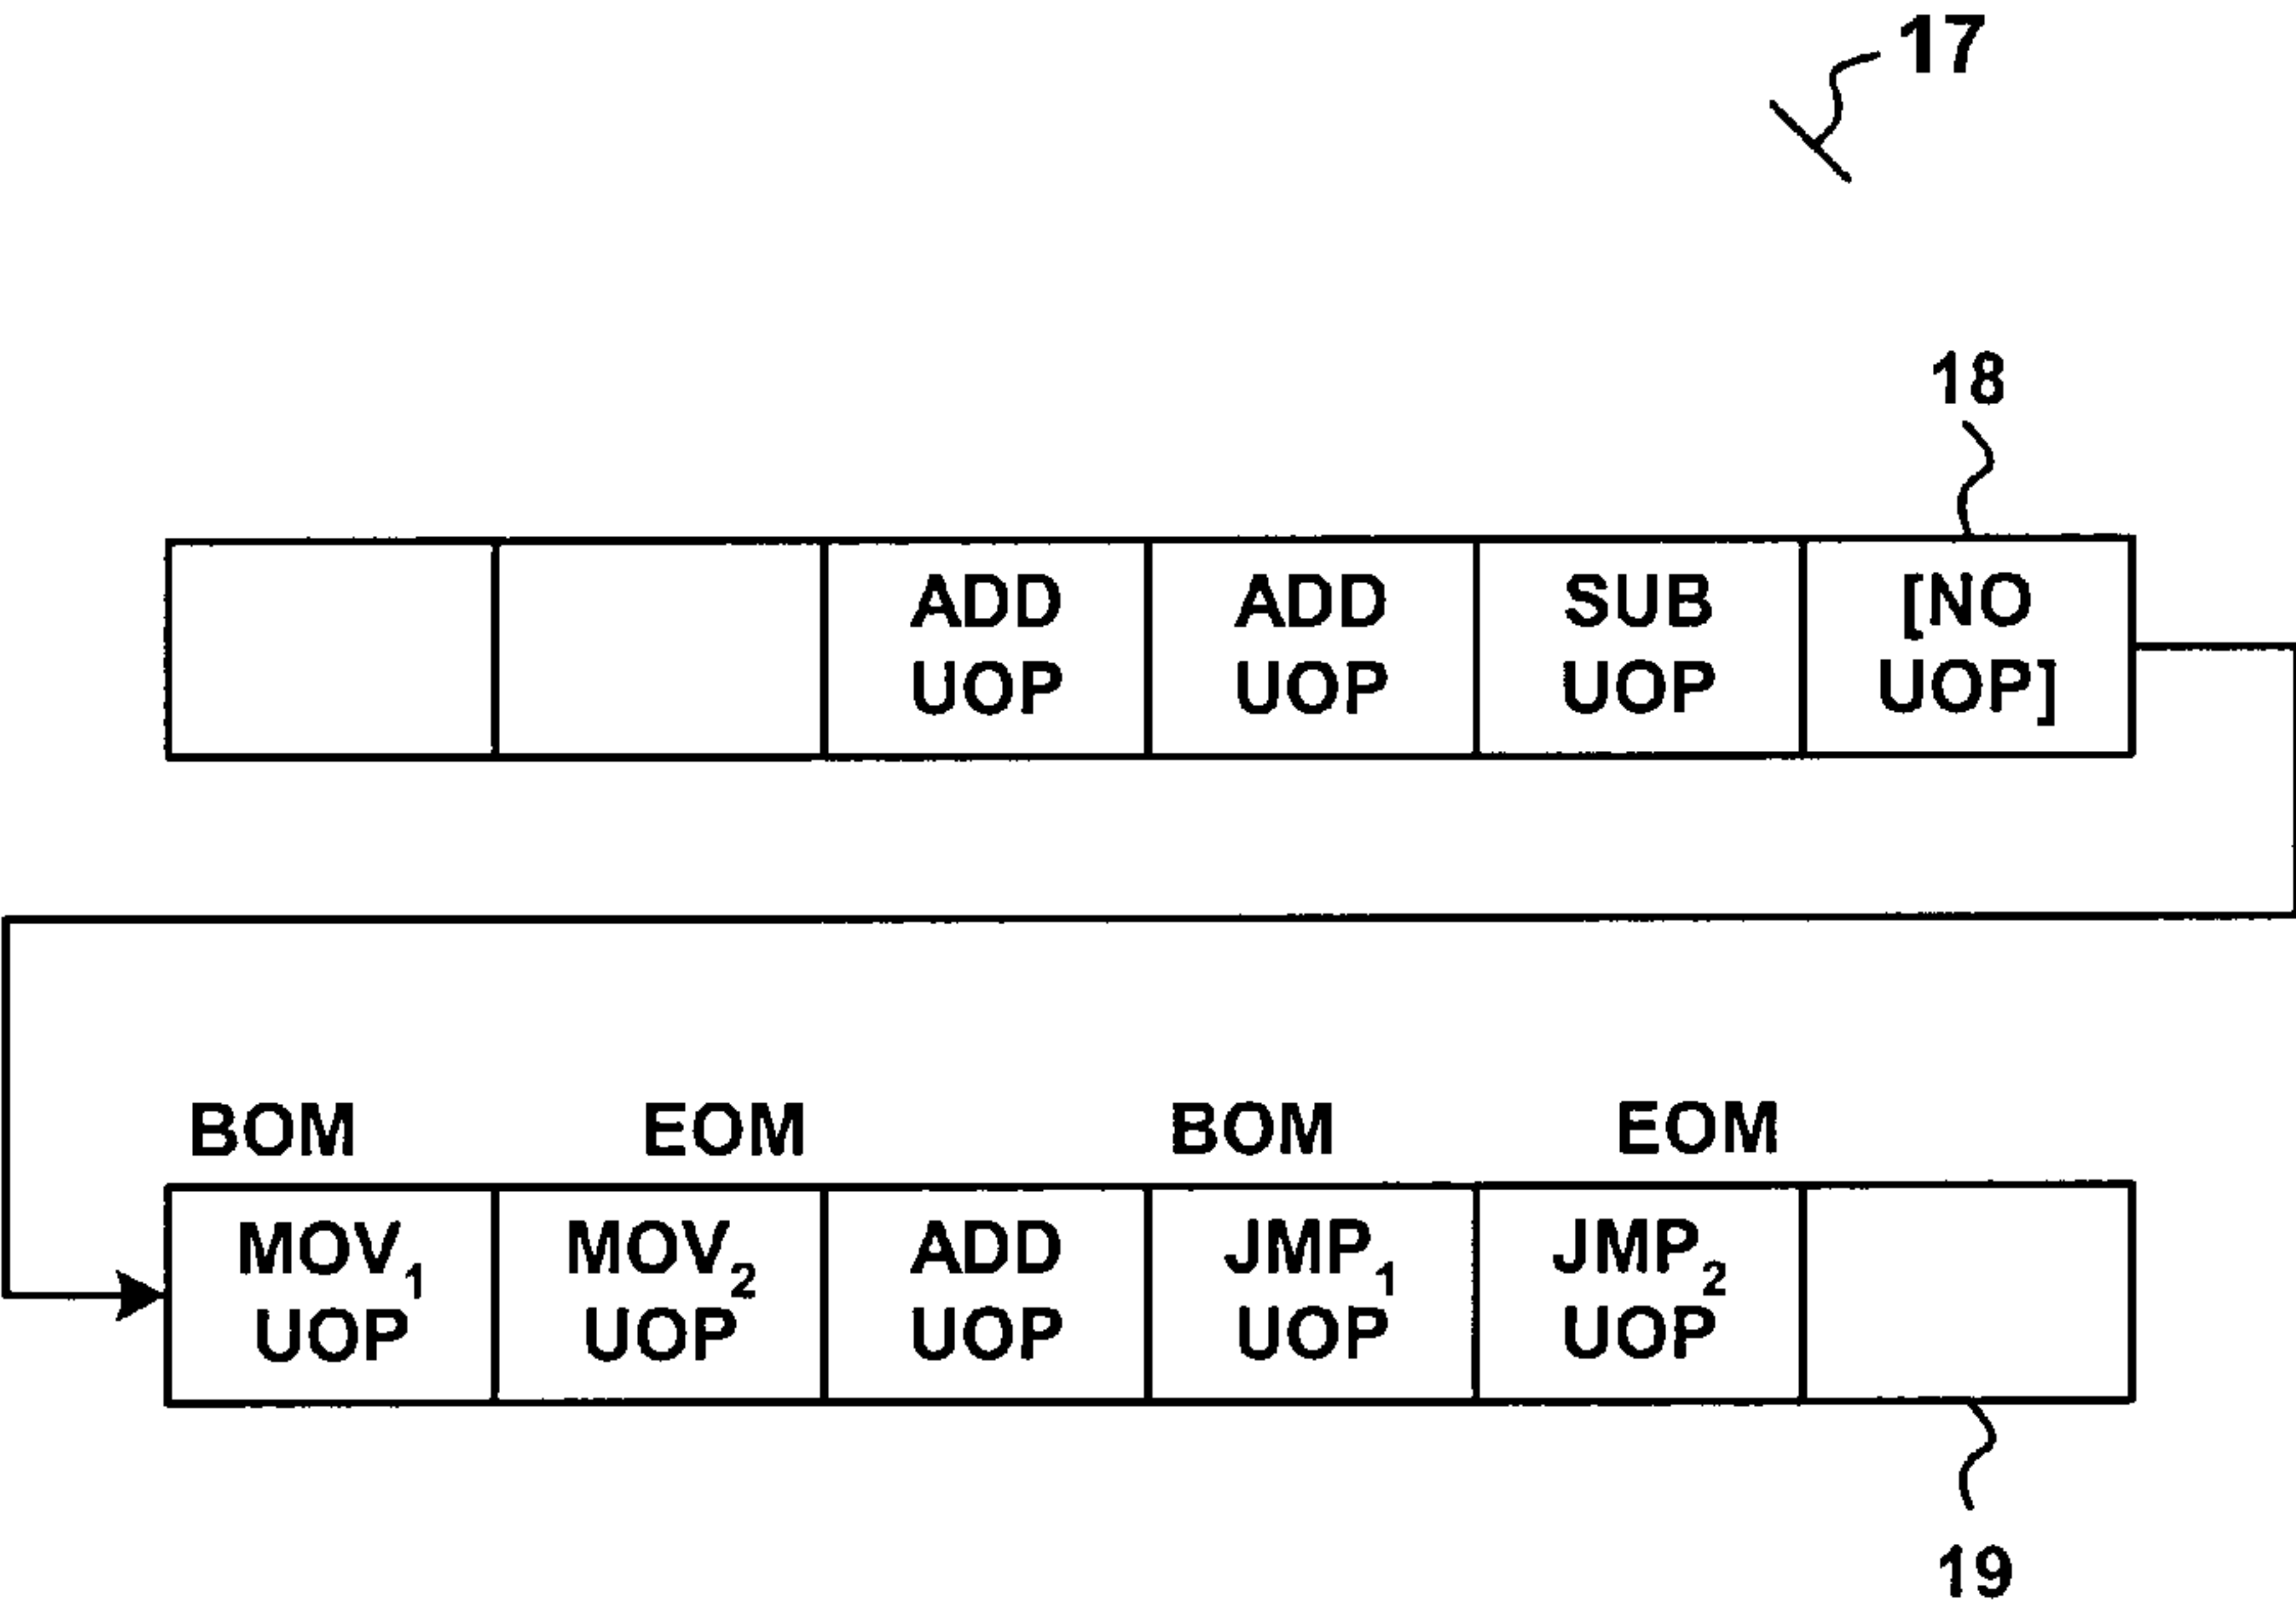 17
18
ADD UOP ADD UOP SUB UOP [NO UOP]
BOM EOM BOM EOM
MOV1 UOP MOV2 UOP ADD UOP JMP1 UOP JMP2 UOP
19